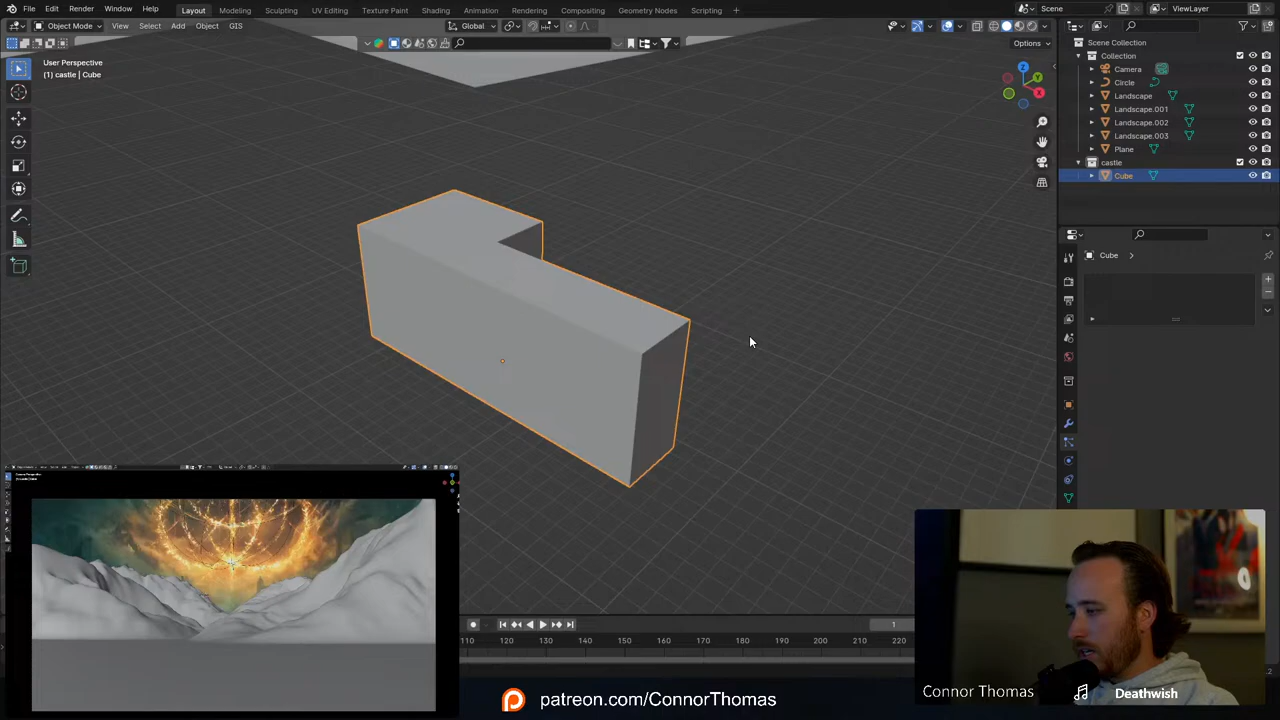 File Edit Render Window Help Layout Modeling Sculpting UV Editing Texture Paint Shading Animation Rendering Compositing Geometry Nodes Scripting + Scene ViewLayer
Object Mode View Select Add Object GIS Global
Options
User Perspective
(1) castle | Cube
Z
Y
X
Scene Collection
Collection
Camera
Circle
Landscape
Landscape.001
Landscape.002
Landscape.003
Plane
castle
Cube
Cube
1
110 120 130 140 150 160 170 180 190 200 210 220
patreon.com/ConnorThomas
Connor Thomas
Deathwish